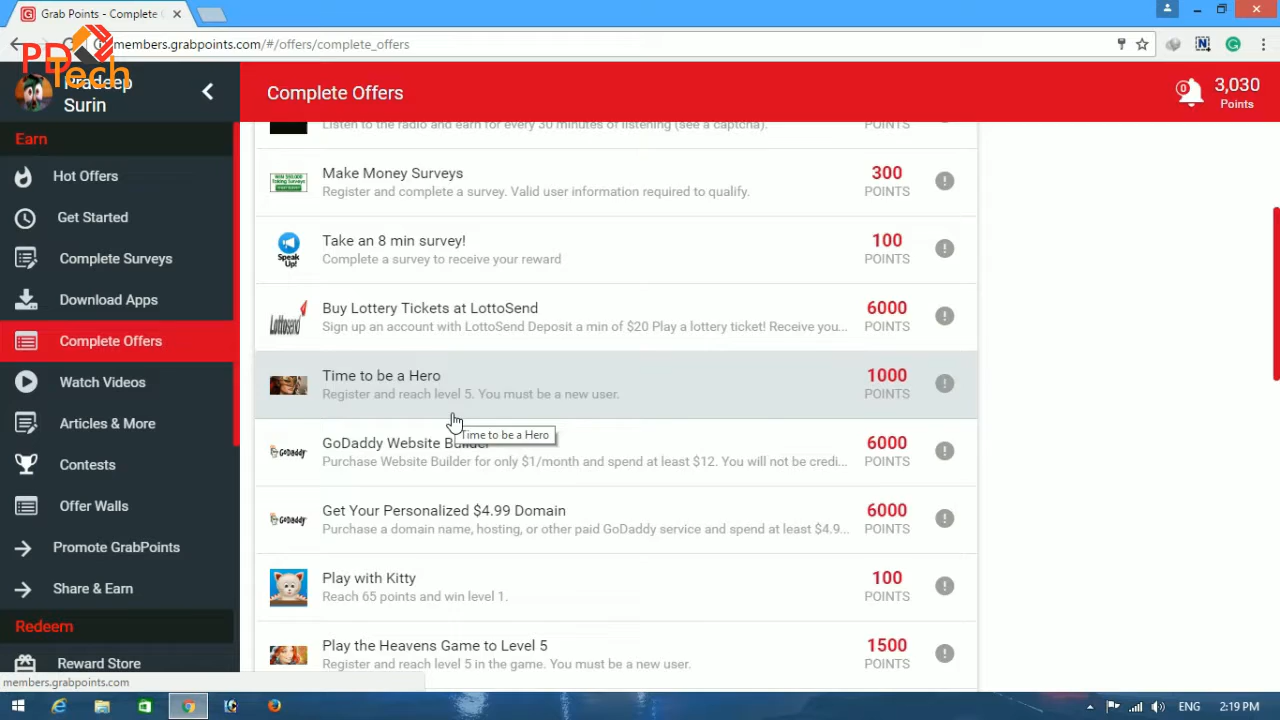 Grab Points - Complete
members.grabpoints.com/#/offers/complete_offers
PD Tech
Pradeep
Surin
Complete Offers
0
3,030
Points
Earn
Hot Offers
Get Started
Complete Surveys
Download Apps
Complete Offers
Watch Videos
Articles & More
Contests
Offer Walls
Promote GrabPoints
Share & Earn
Redeem
Reward Store
Listen to the radio and earn for every 30 minutes of listening (see a captcha).
POINTS
Make Money Surveys
Register and complete a survey. Valid user information required to qualify.
300
POINTS
Speak Up!
Take an 8 min survey!
Complete a survey to receive your reward
100
POINTS
Lottosend
Buy Lottery Tickets at LottoSend
Sign up an account with LottoSend Deposit a min of $20 Play a lottery ticket! Receive you...
6000
POINTS
Time to be a Hero
Register and reach level 5. You must be a new user.
1000
POINTS
Time to be a Hero
GoDaddy
GoDaddy Website Builder
Purchase Website Builder for only $1/month and spend at least $12. You will not be credi...
6000
POINTS
GoDaddy
Get Your Personalized $4.99 Domain
Purchase a domain name, hosting, or other paid GoDaddy service and spend at least $4.9...
6000
POINTS
Play with Kitty
Reach 65 points and win level 1.
100
POINTS
Play the Heavens Game to Level 5
Register and reach level 5 in the game. You must be a new user.
1500
POINTS
members.grabpoints.com
ENG
2:19 PM